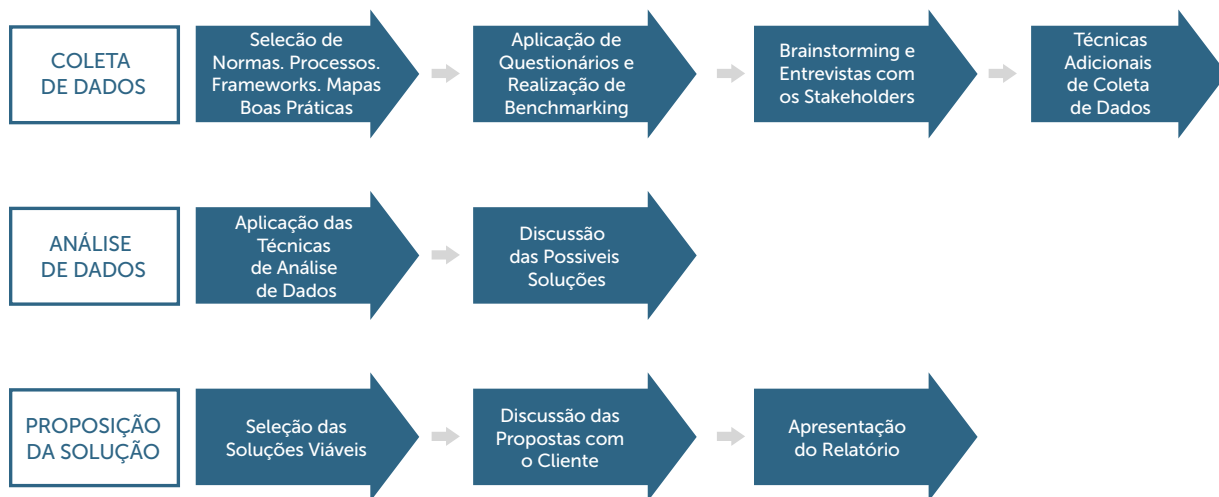 COLETA
DE DADOS
Selecão de
Normas. Processos.
Frameworks. Mapas
Boas Práticas
Aplicação de
Questionários e
Realização de
Benchmarking
Brainstorming e
Entrevistas com
os Stakeholders
Técnicas
Adicionais
de Coleta
de Dados
ANÁLISE
DE DADOS
Aplicação das
Técnicas
de Análise
de Dados
Discussão
das Possiveis
Soluções
PROPOSIÇÃO
DA SOLUÇÃO
Seleção das
Soluções Viáveis
Discussão das
Propostas com
o Cliente
Apresentação
do Relatório